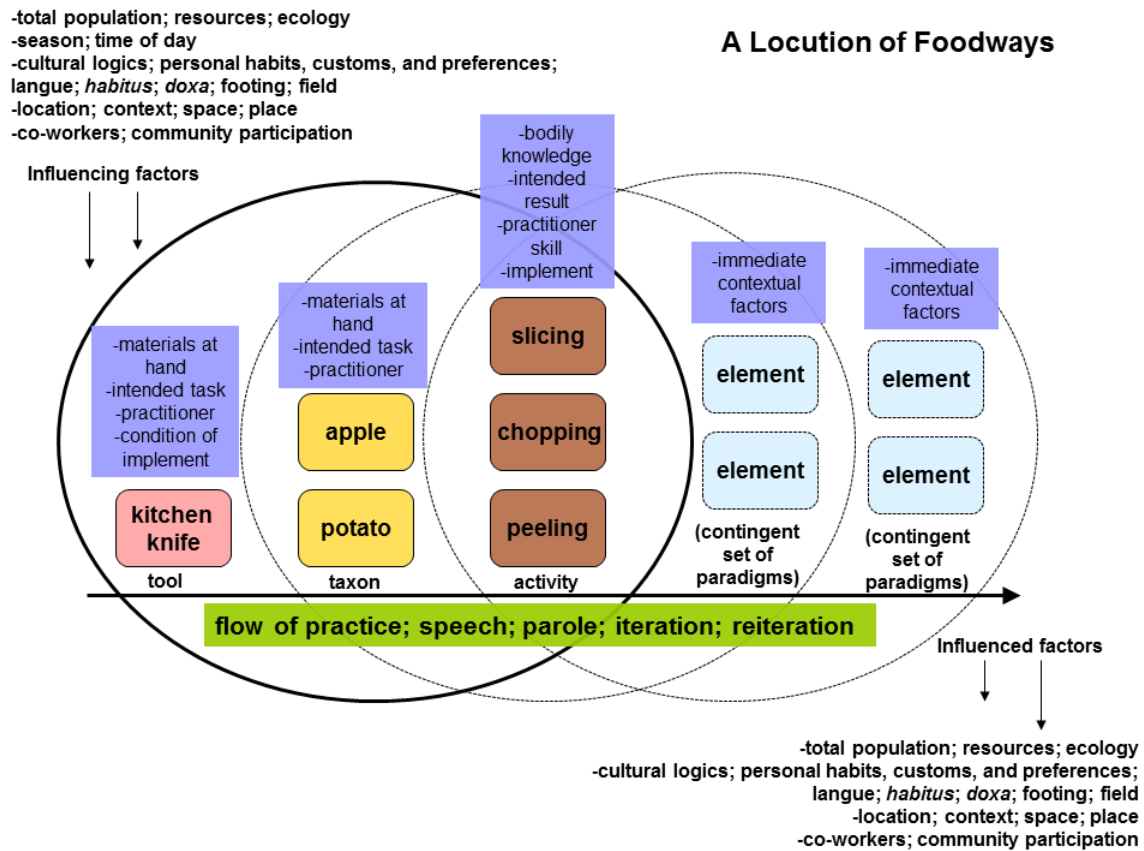 -total population; resources; ecology
-season; time of day
-cultural logics; personal habits, customs, and preferences;
langue; habitus; doxa; footing; field
-location; context; space; place
-co-workers; community participation
A Locution of Foodways
Influencing factors
-materials at
hand
-intended task
-practitioner
-condition of
implement
kitchen
knife
tool
-materials at
hand
-intended task
-practitioner
apple
potato
taxon
-bodily
knowledge
-intended
result
-practitioner
skill
-implement
slicing
chopping
peeling
activity
-immediate
contextual
factors
element
element
(contingent
set of
paradigms)
-immediate
contextual
factors
element
element
(contingent
set of
paradigms)
flow of practice; speech; parole; iteration; reiteration
Influenced factors
-total population; resources; ecology
-cultural logics; personal habits, customs, and preferences;
langue; habitus; doxa; footing; field
-location; context; space; place
-co-workers; community participation